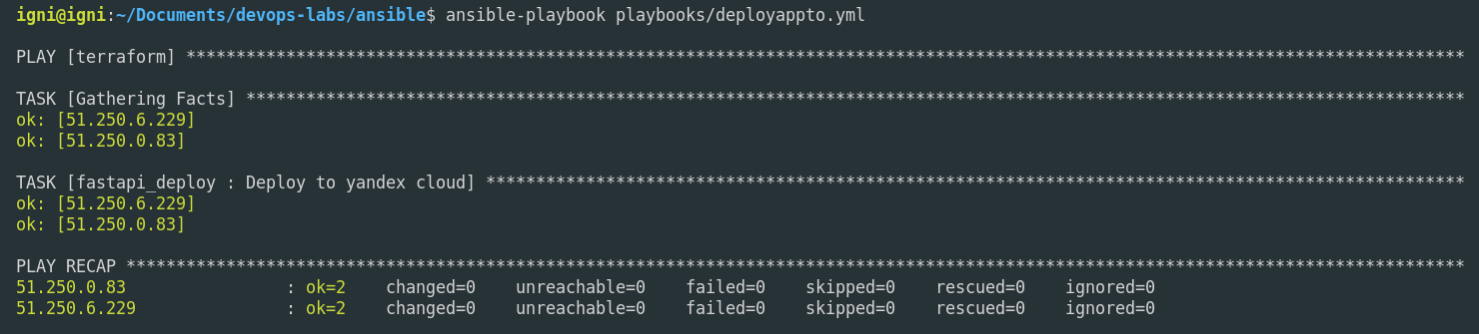 igni@igni:~/Documents/devops-labs/ansible$ ansible-playbook playbooks/deployappto.yml
PLAY [terraform] ********************************************************************************************************************************
TASK [Gathering Facts] **************************************************************************************************************************
ok: [51.250.6.229]
ok: [51.250.0.83]
TASK [fastapi_deploy : Deploy to yandex cloud] **************************************************************************************************
ok: [51.250.6.229]
ok: [51.250.0.83]
PLAY RECAP **************************************************************************************************************************************
51.250.0.83                : ok=2    changed=0    unreachable=0    failed=0    skipped=0    rescued=0    ignored=0
51.250.6.229               : ok=2    changed=0    unreachable=0    failed=0    skipped=0    rescued=0    ignored=0